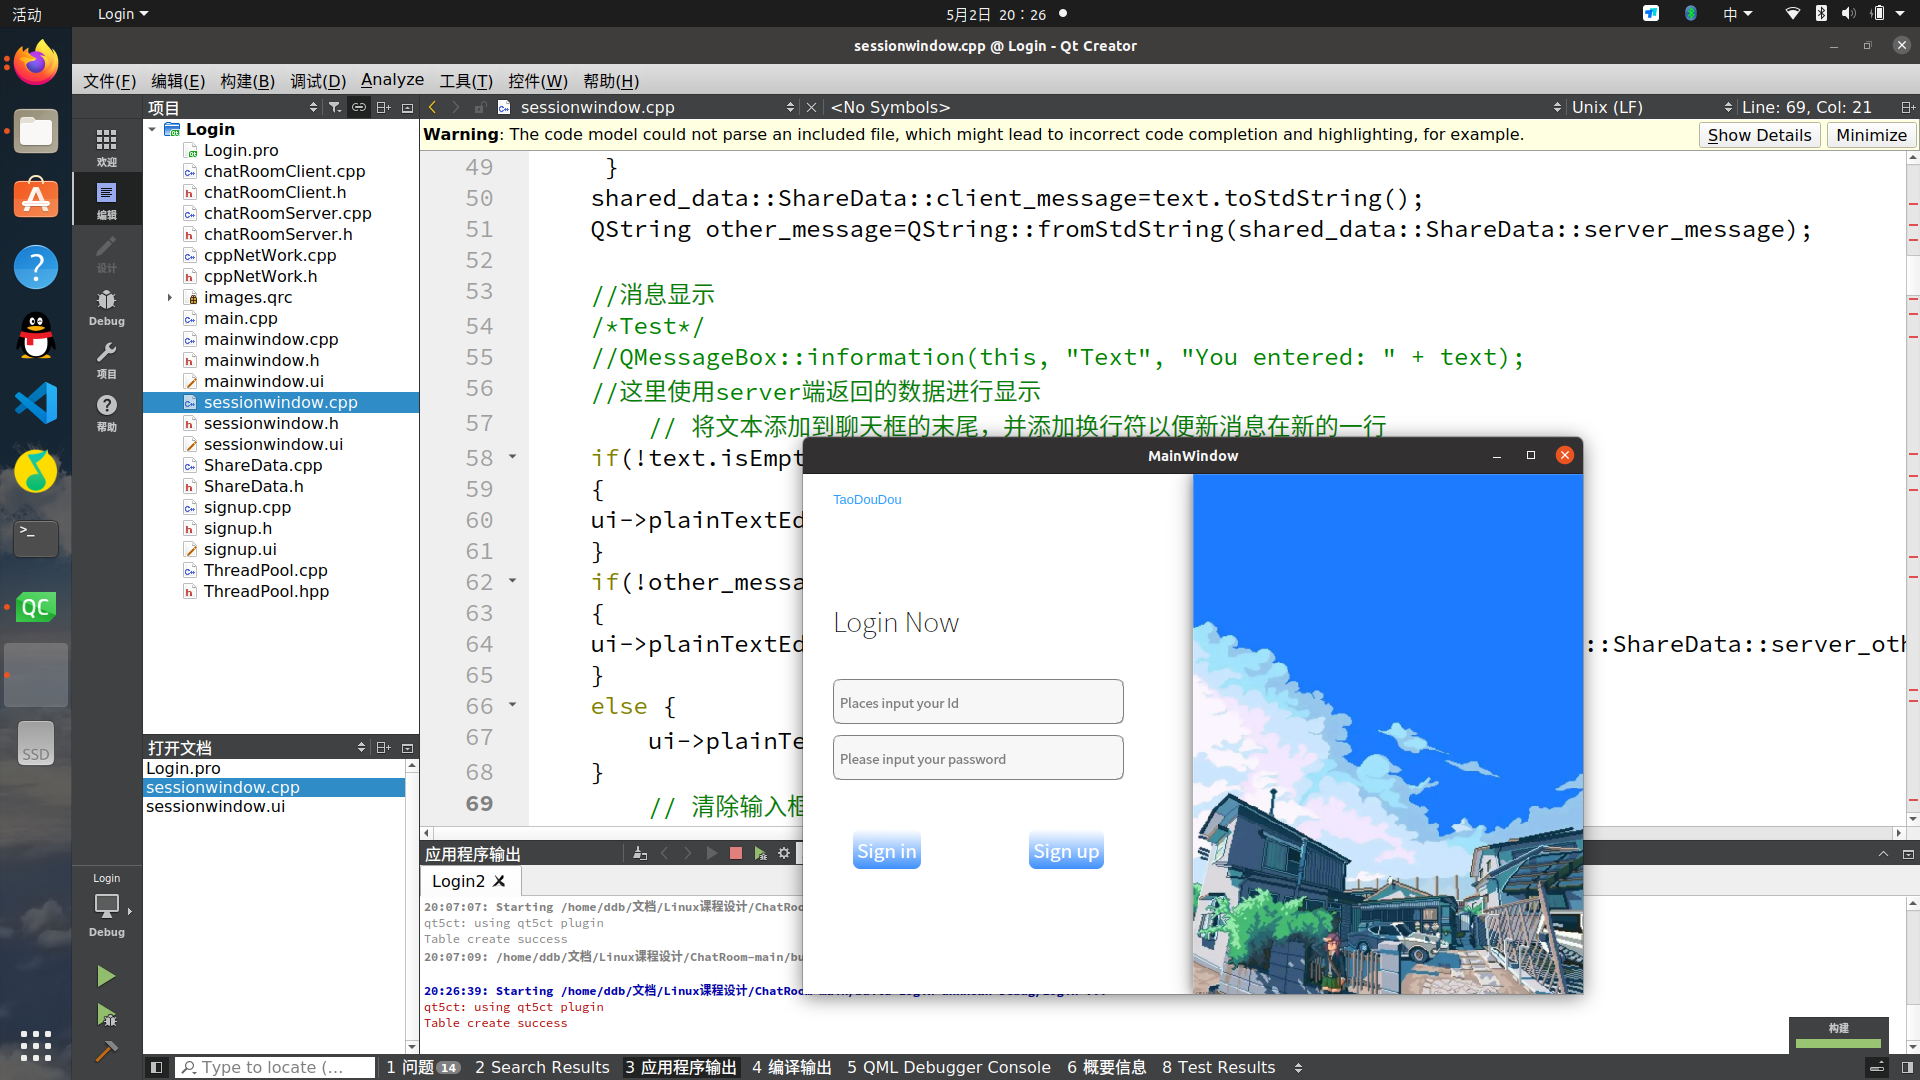 活动
Login
5月2日 20：26
中
sessionwindow.cpp @ Login - Qt Creator
文件(F) 编辑(E) 构建(B) 调试(D) Analyze 工具(T) 控件(W) 帮助(H)
项目
sessionwindow.cpp
<No Symbols>
Unix (LF)
Line: 69, Col: 21
Warning: The code model could not parse an included file, which might lead to incorrect code completion and highlighting, for example.
Show Details
Minimize
欢迎
编辑
设计
Debug
项目
帮助
Login
Login.pro
chatRoomClient.cpp
chatRoomClient.h
chatRoomServer.cpp
chatRoomServer.h
cppNetWork.cpp
cppNetWork.h
images.qrc
main.cpp
mainwindow.cpp
mainwindow.h
mainwindow.ui
sessionwindow.cpp
sessionwindow.h
sessionwindow.ui
ShareData.cpp
ShareData.h
signup.cpp
signup.h
signup.ui
ThreadPool.cpp
ThreadPool.hpp
49 }
50 shared_data::ShareData::client_message=text.toStdString();
51 QString other_message=QString::fromStdString(shared_data::ShareData::server_message);
52
53 //消息显示
54 /*Test*/
55 //QMessageBox::information(this, "Text", "You entered: " + text);
56 //这里使用server端返回的数据进行显示
57 // 将文本添加到聊天框的末尾，并添加换行符以便新消息在新的一行
58 if(!text.isEmpt
59 {
60 ui->plainTextEd
61 }
62 if(!other_messa
63 {
64 ui->plainTextEd ::ShareData::server_oth
65 }
66 else {
67 ui->plainTe
68 }
69 // 清除输入框
MainWindow
TaoDouDou
Login Now
Places input your Id
Please input your password
Sign in
Sign up
打开文档
Login.pro
sessionwindow.cpp
sessionwindow.ui
应用程序输出
Login2
20:07:07: Starting /home/ddb/文档/Linux课程设计/ChatRoo
qt5ct: using qt5ct plugin
Table create success
20:07:09: /home/ddb/文档/Linux课程设计/ChatRoom-main/bu
20:26:39: Starting /home/ddb/文档/Linux课程设计/ChatRoom
qt5ct: using qt5ct plugin
Table create success
Login
Debug
构建
SSD
QC
Type to locate (...
1 问题 14
2 Search Results
3 应用程序输出
4 编译输出
5 QML Debugger Console
6 概要信息
8 Test Results